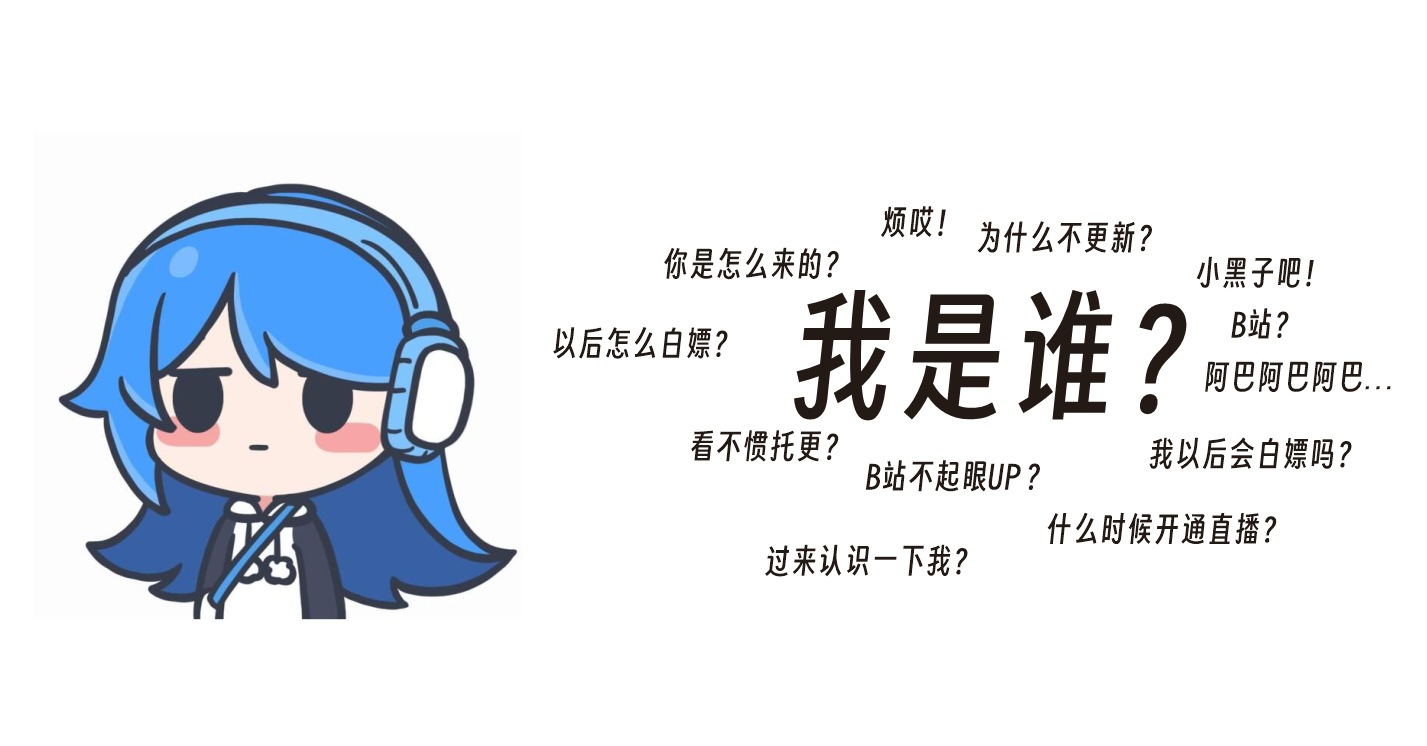 烦哎！
为什么不更新？
你是怎么来的？
小黑子吧！
我是谁？
B站？
以后怎么白嫖？
阿巴阿巴阿巴...
看不惯托更？
我以后会白嫖吗？
B站不起眼UP？
什么时候开通直播？
过来认识一下我？